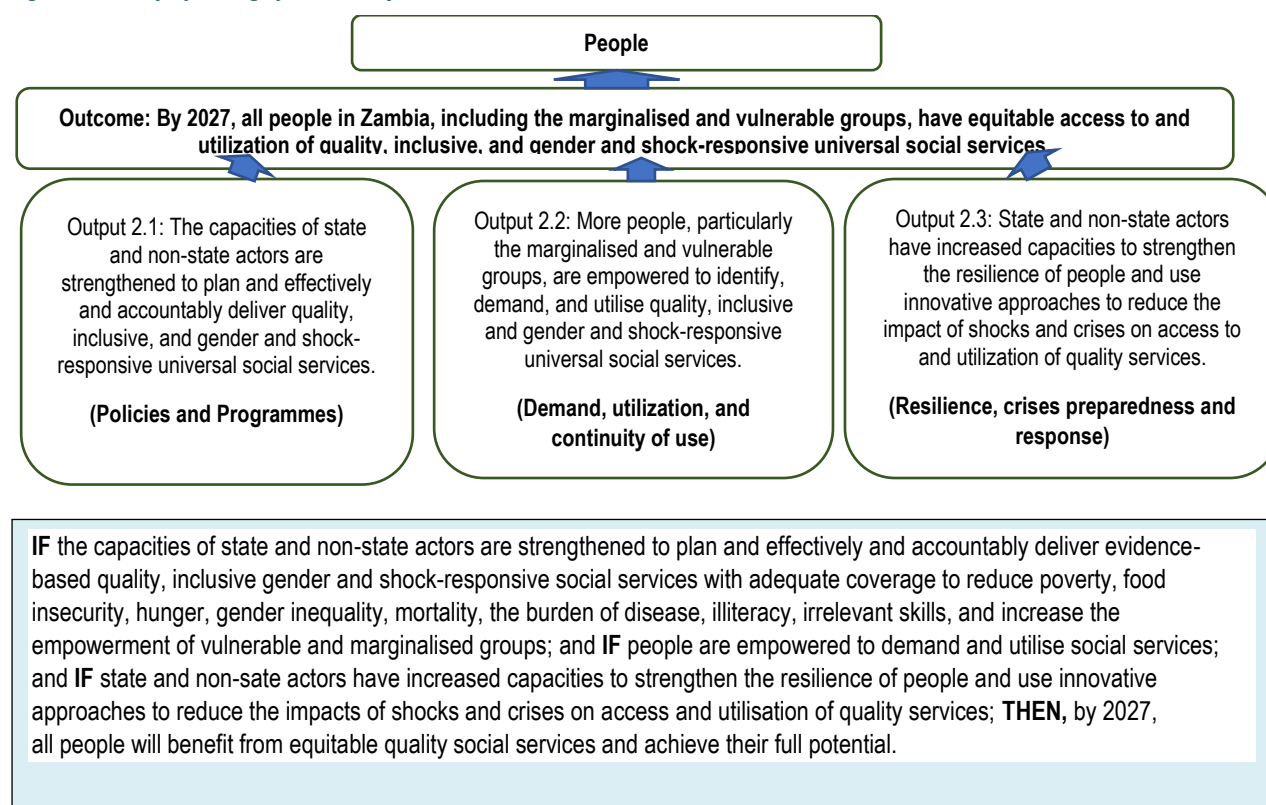 People
Outcome: By 2027, all people in Zambia, including the marginalised and vulnerable groups, have equitable access to and
utilization of quality, inclusive, and gender and shock-responsive universal social services
Output 2.1: The capacities of state
and non-state actors are
strengthened to plan and effectively
and accountably deliver quality,
inclusive, and gender and shock-
responsive universal social services.
(Policies and Programmes)
Output 2.2: More people, particularly
the marginalised and vulnerable
groups, are empowered to identify,
demand, and utilise quality, inclusive
and gender and shock-responsive
universal social services.
(Demand, utilization, and
continuity of use)
Output 2.3: State and non-state actors
have increased capacities to strengthen
the resilience of people and use
innovative approaches to reduce the
impact of shocks and crises on access to
and utilization of quality services.
(Resilience, crises preparedness and
response)
IF the capacities of state and non-state actors are strengthened to plan and effectively and accountably deliver evidence-
based quality, inclusive gender and shock-responsive social services with adequate coverage to reduce poverty, food
insecurity, hunger, gender inequality, mortality, the burden of disease, illiteracy, irrelevant skills, and increase the
empowerment of vulnerable and marginalised groups; and IF people are empowered to demand and utilise social services;
and IF state and non-sate actors have increased capacities to strengthen the resilience of people and use innovative
approaches to reduce the impacts of shocks and crises on access and utilisation of quality services; THEN, by 2027,
all people will benefit from equitable quality social services and achieve their full potential.